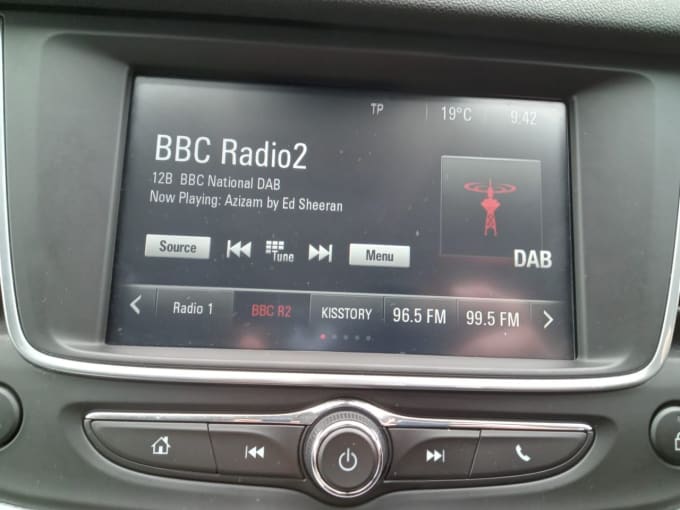 TP 19°C 9:42
BBC Radio2
12B BBC National DAB
Now Playing: Azizam by Ed Sheeran
DAB
Source Tune Menu
Radio 1 BBC R2 KISSTORY 96.5 FM 99.5 FM